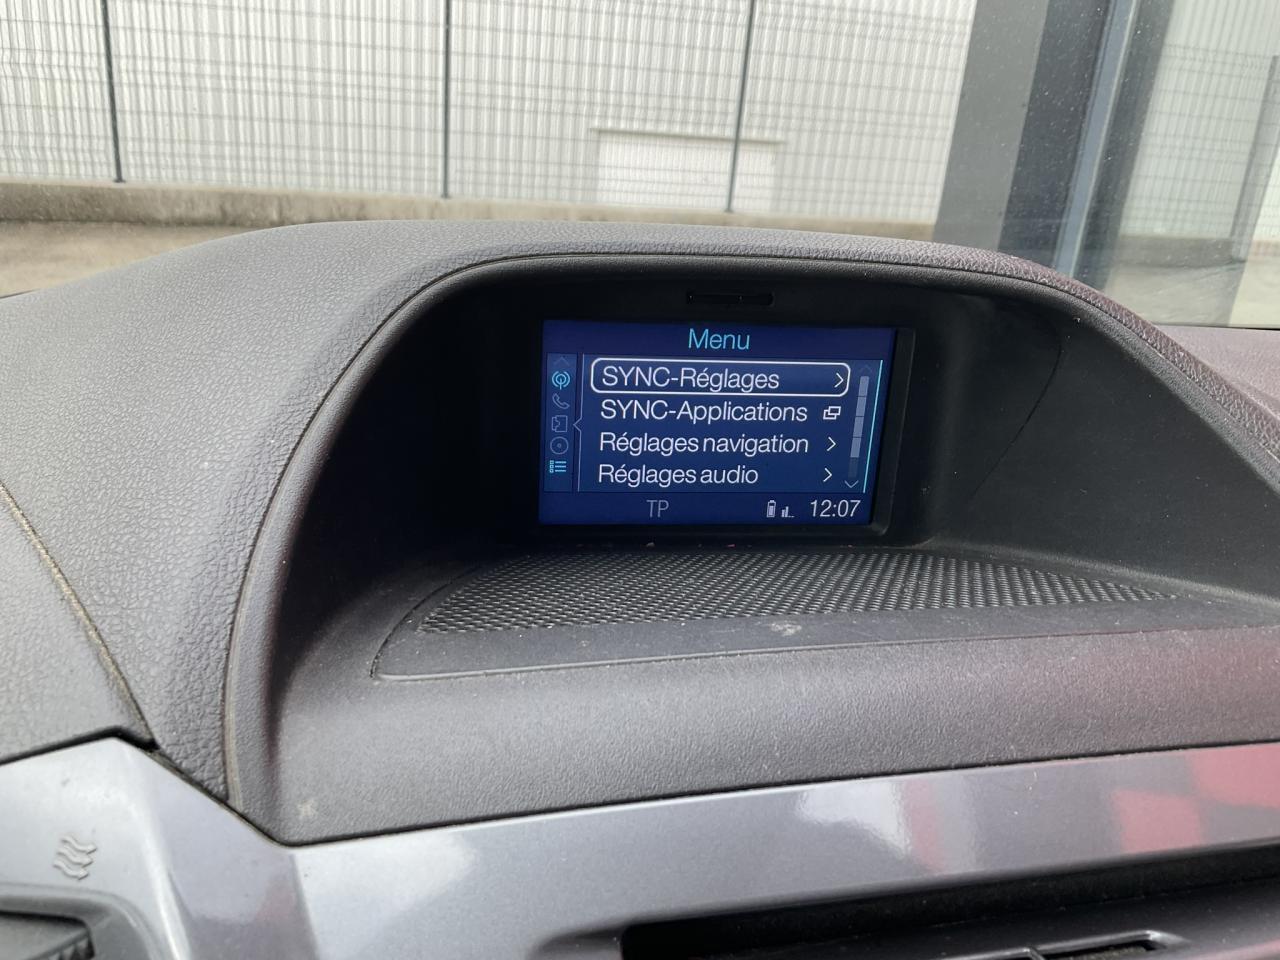 Menu
SYNC-Réglages
SYNC-Applications
Réglages navigation
Réglages audio
TP 12:07